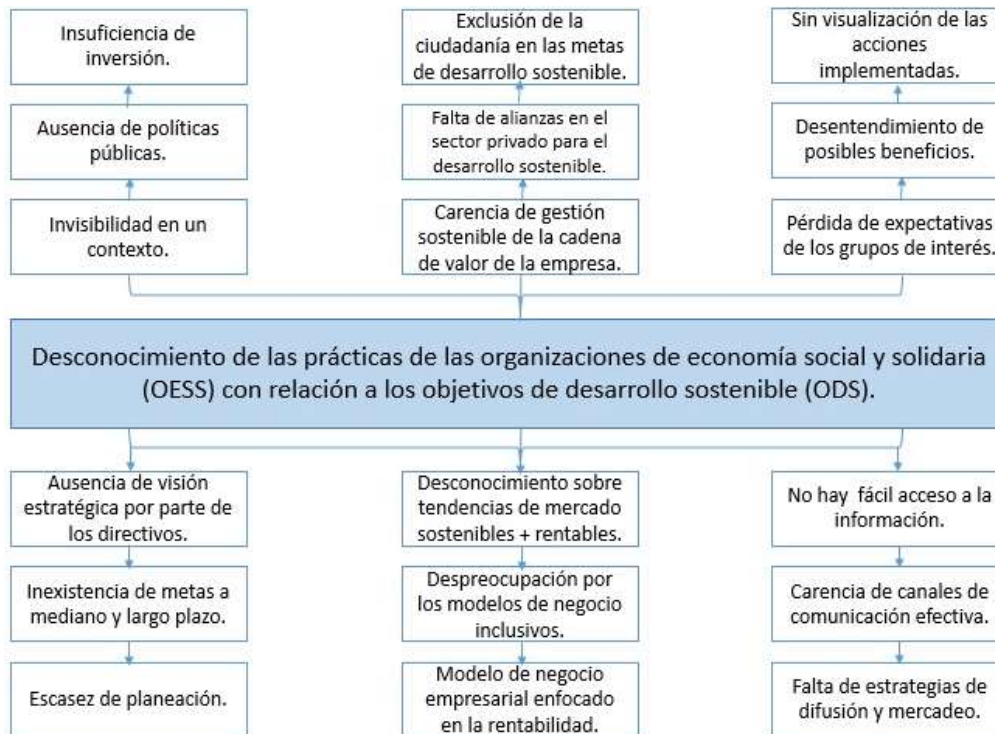 Insuficiencia de
inversión.
Exclusión de la
ciudadanía en las metas
de desarrollo sostenible.
Sin visualización de las
acciones
implementadas.
Ausencia de políticas
públicas.
Falta de alianzas en el
sector privado para el
desarrollo sostenible.
Desentendimiento de
posibles beneficios.
Invisibilidad en un
contexto.
Carencia de gestión
sostenible de la cadena
de valor de la empresa.
Pérdida de expectativas
de los grupos de interés.
Desconocimiento de las prácticas de las organizaciones de economía social y solidaria
(OESS) con relación a los objetivos de desarrollo sostenible (ODS).
Ausencia de visión
estratégica por parte de
los directivos.
Desconocimiento sobre
tendencias de mercado
sostenibles + rentables.
No hay fácil acceso a la
información.
Inexistencia de metas a
mediano y largo plazo.
Despreocupación por
los modelos de negocio
inclusivos.
Carencia de canales de
comunicación efectiva.
Escasez de planeación.
Modelo de negocio
empresarial enfocado
en la rentabilidad.
Falta de estrategias de
difusión y mercadeo.